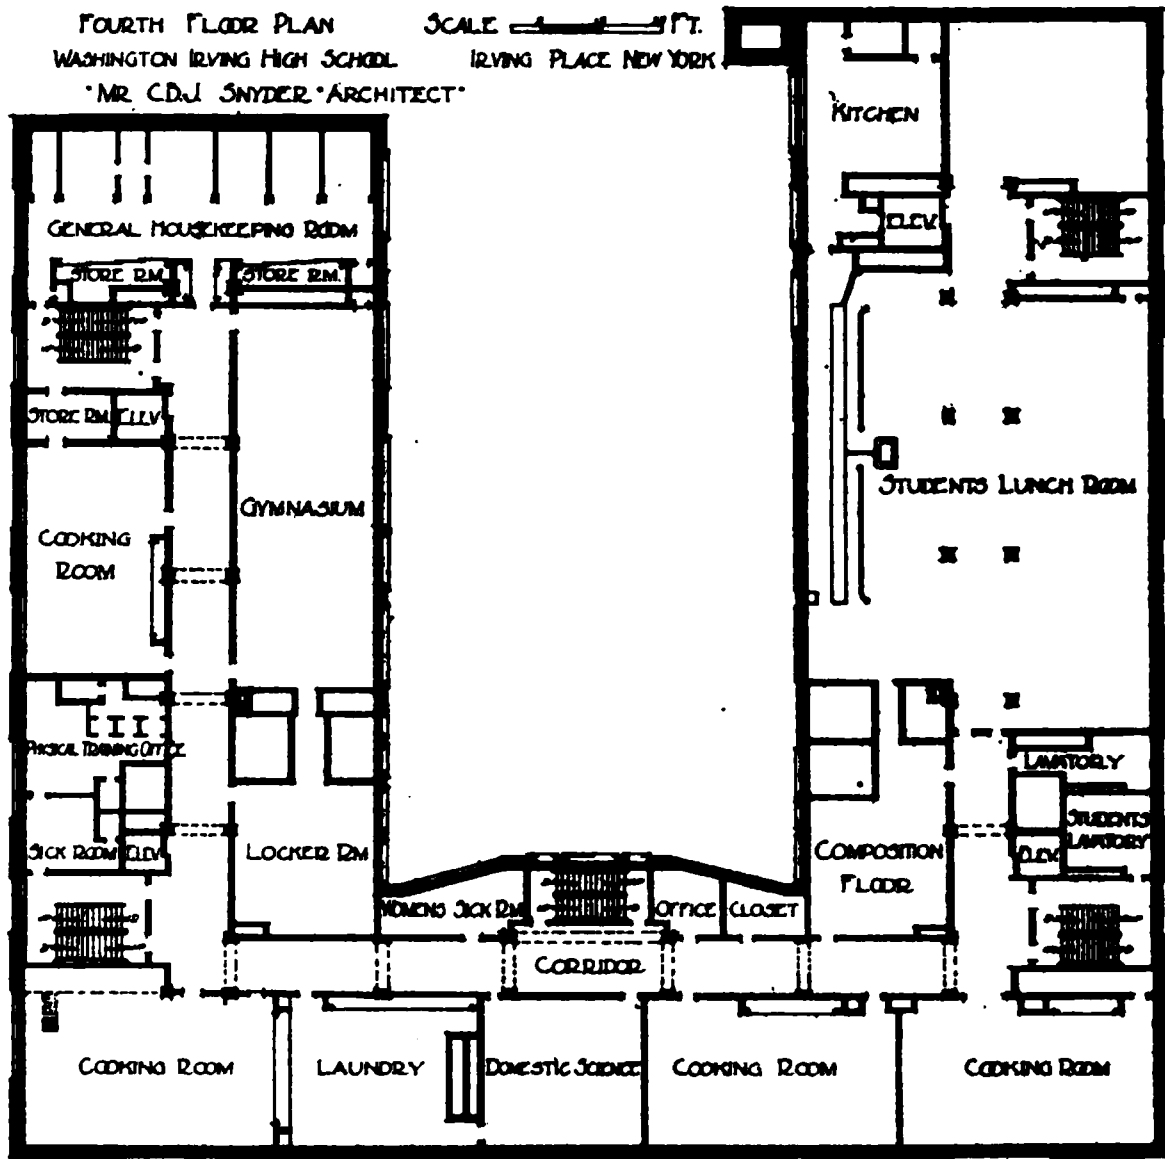 FOURTH FLOOR PLAN
SCALE FT.
WASHINGTON IRVING HIGH SCHOOL
IRVING PLACE NEW YORK
"MR C.B.J. SNYDER "ARCHITECT"
KITCHEN
GENERAL HOUSEKEEPING ROOM
ELEV.
STORE RM.
STORE RM.
STORE RM.
ELEV
GYMNASIUM
STUDENTS LUNCH ROOM
COOKING
ROOM
PHYSICAL TRAINING OFFICE
LAVATORY
STUDENTS
LAVATORY
SICK ROOM
ELEV
LOCKER RM
COMPOSITION
FLOOR
ELEV
WOMENS SICK RM
OFFICE
CLOSET
CORRIDOR
COOKING ROOM
LAUNDRY
DOMESTIC SCIENCE
COOKING ROOM
COOKING ROOM